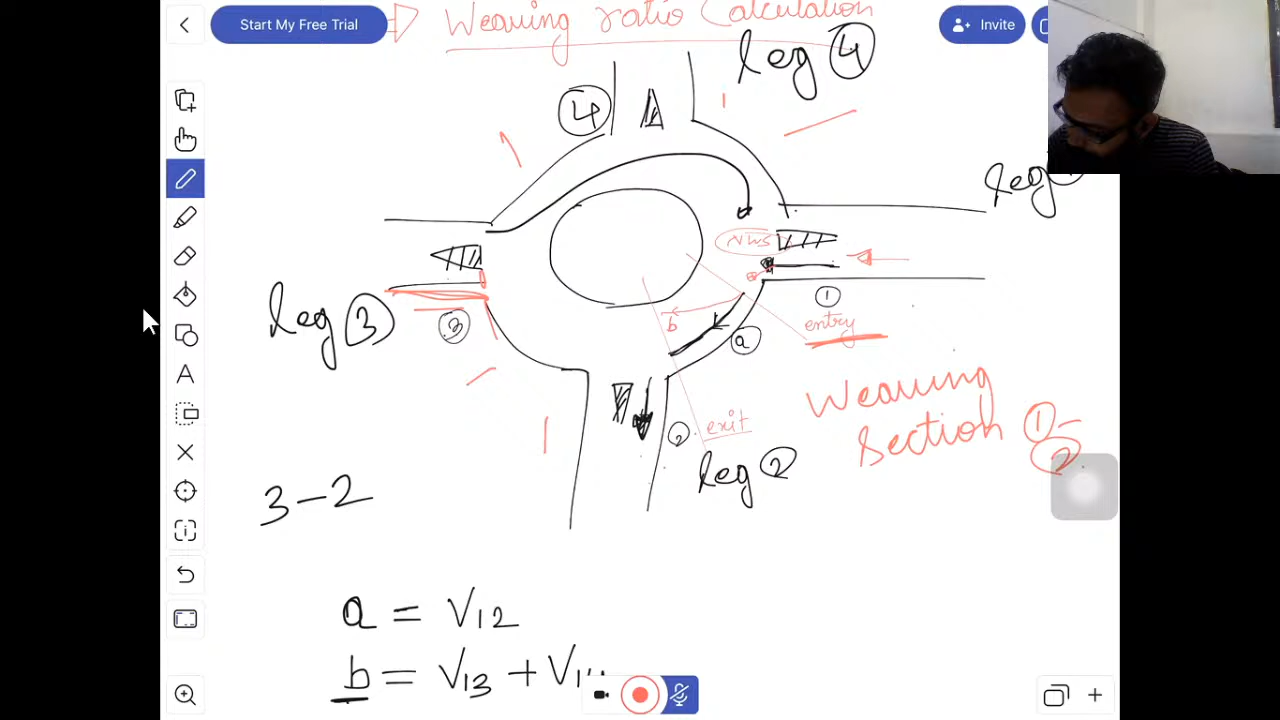 Start My Free Trial
Weaving ratio Calculation
Invite
leg 4
4
leg
NWS
1
entry
b
a
leg 3
3
Weaving
Section 1-2
exit
2
leg 2
3-2
a = V12
b = V13 + V14